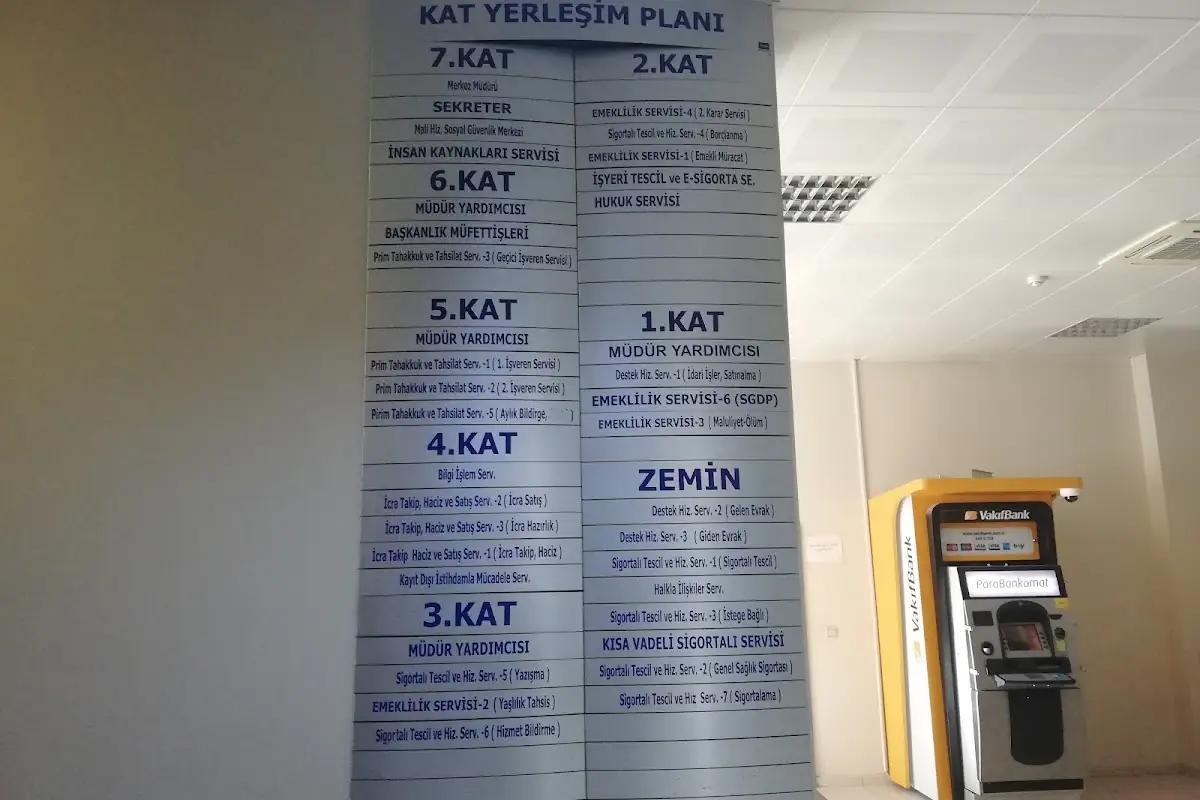 KAT YERLEŞİM PLANI
7.KAT
Merkez Müdürü
SEKRETER
Mali Hiz. Sosyal Güvenlik Merkezi
İNSAN KAYNAKLARI SERVİSİ
6.KAT
MÜDÜR YARDIMCISI
BAŞKANLIK MÜFETTİŞLERİ
Prim Tahakkuk ve Tahsilat Serv. -3 ( Geçici İşveren Servisi )
5.KAT
MÜDÜR YARDIMCISI
Prim Tahakkuk ve Tahsilat Serv. -1 ( 1. İşveren Servisi )
Prim Tahakkuk ve Tahsilat Serv. -2 ( 2. İşveren Servisi )
Pirim Tahakkuk ve Tahsilat Serv. -5 ( Aylık Bildirge,
4.KAT
Bilgi İşlem Serv.
İcra Takip, Haciz ve Satış Serv. -2 ( İcra Satış )
İcra Takip, Haciz ve Satış Serv. -3 ( İcra Hazırlık )
İcra Takip Haciz ve Satış Serv. -1 ( İcra Takip, Haciz )
Kayıt Dışı İstihdamla Mücadele Serv.
3.KAT
MÜDÜR YARDIMCISI
Sigortalı Tescil ve Hiz. Serv. -5 ( Yazışma )
EMEKLİLİK SERVİSİ-2 ( Yaşlılık Tahsis )
Sigortalı Tescil ve Hiz. Serv. -6 ( Hizmet Bildirme )
2.KAT
EMEKLİLİK SERVİSİ-4 ( 2. Karar Servisi )
Sigortalı Tescil ve Hiz. Serv. -4 ( Borçlanma )
EMEKLİLİK SERVİSİ-1 ( Emekli Müracat )
İŞYERİ TESCİL ve E-SİGORTA SE.
HUKUK SERVİSİ
1.KAT
MÜDÜR YARDIMCISI
Destek Hiz. Serv. -1 ( İdari İşler, Satınalma )
EMEKLİLİK SERVİSİ-6 (SGDP)
EMEKLİLİK SERVİSİ-3 ( Maluliyet-Ölüm )
ZEMİN
Destek Hiz. Serv. -2 ( Gelen Evrak )
Destek Hiz. Serv. -3 ( Giden Evrak )
Sigortalı Tescil ve Hiz. Serv. -1 ( Sigortalı Tescil )
Halkla İlişkiler Serv.
Sigortalı Tescil ve Hiz. Serv. -3 ( İstege Bağlı )
KISA VADELİ SİGORTALI SERVİSİ
Sigortalı Tescil ve Hiz. Serv. -2 ( Genel Sağlık Sigortası )
Sigortalı Tescil ve Hiz Serv. -7 ( Sigortalama )
VakıfBank
VakıfBank
ParaBankomat